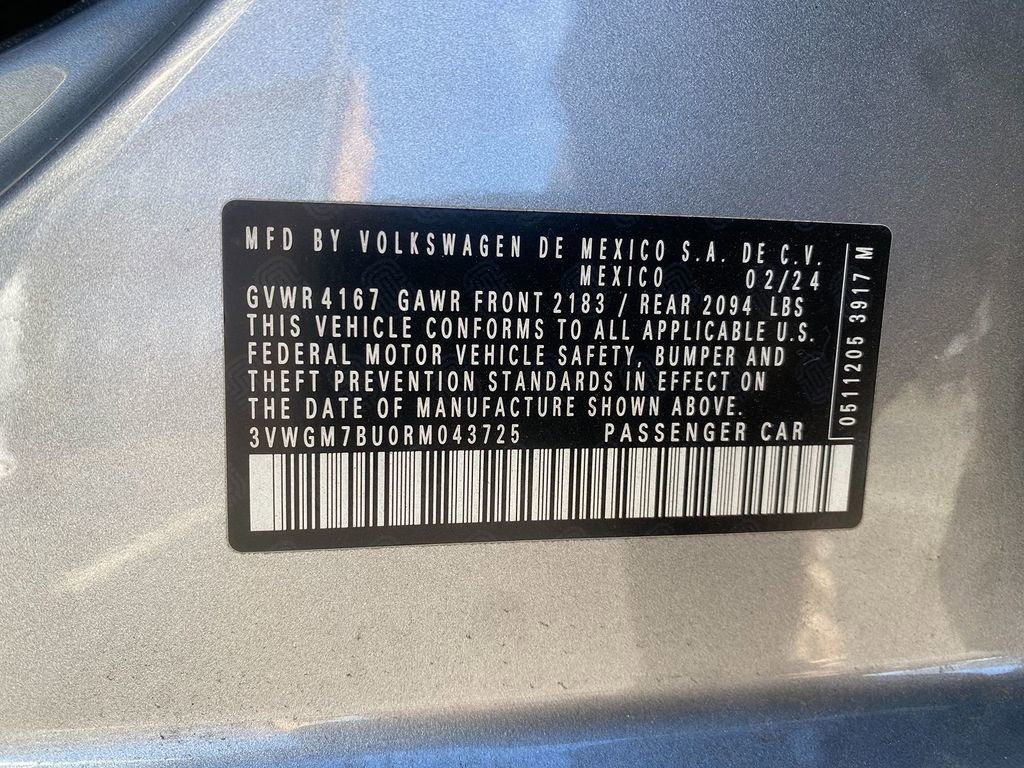 MFD BY VOLKSWAGEN DE MEXICO S.A. DE C.V.
MEXICO 02/24
GVWR 4167 GAWR FRONT 2183 / REAR 2094 LBS
THIS VEHICLE CONFORMS TO ALL APPLICABLE U.S.
FEDERAL MOTOR VEHICLE SAFETY, BUMPER AND
THEFT PREVENTION STANDARDS IN EFFECT ON
THE DATE OF MANUFACTURE SHOWN ABOVE.
3VWGM7BU0RM043725 PASSENGER CAR
0511205 3917 M